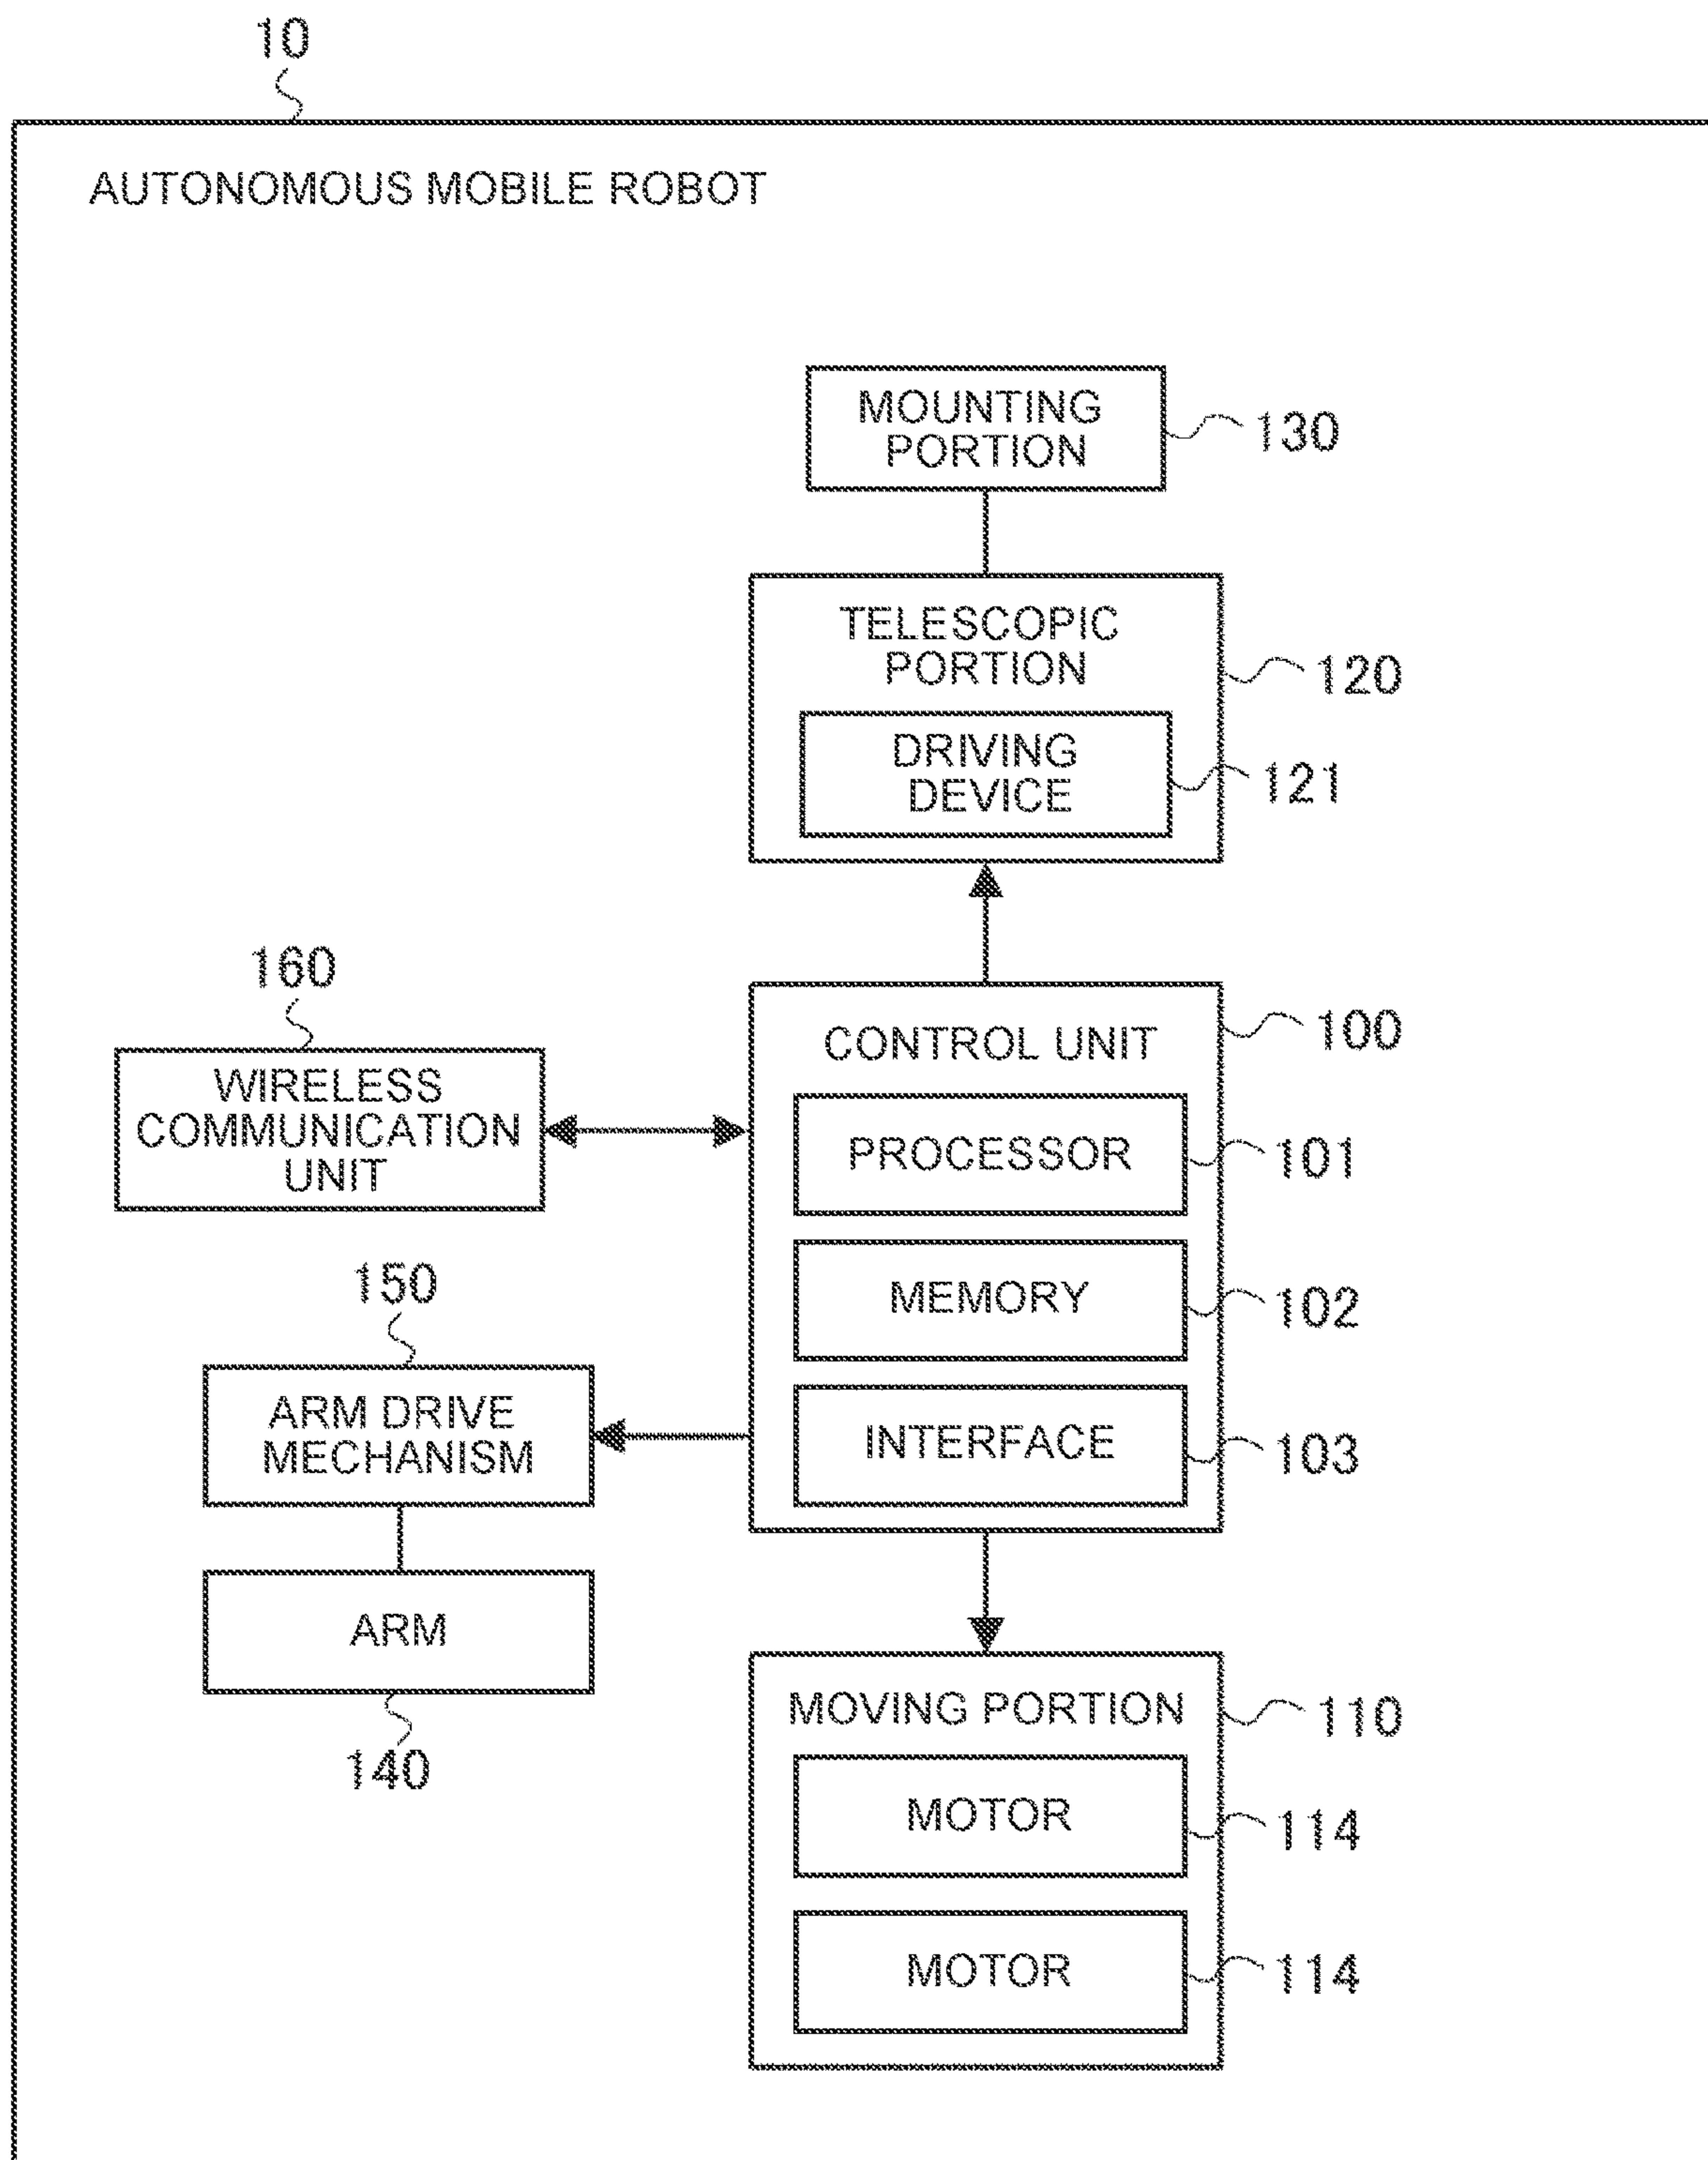 10
AUTONOMOUS MOBILE ROBOT
MOUNTING
PORTION
130
TELESCOPIC
PORTION
120
DRIVING
DEVICE
121
160
WIRELESS
COMMUNICATION
UNIT
CONTROL UNIT
100
PROCESSOR
101
MEMORY
102
INTERFACE
103
150
ARM DRIVE
MECHANISM
ARM
140
MOVING PORTION
110
MOTOR
114
MOTOR
114